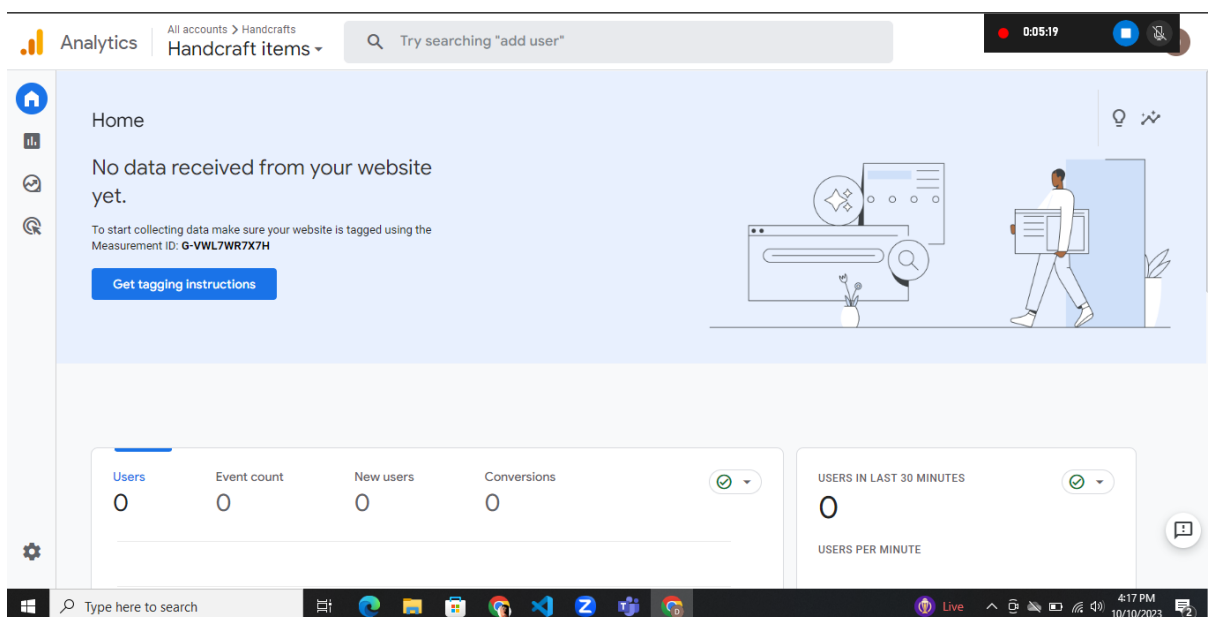 Analytics
All accounts > Handcrafts
Handcraft items
Try searching "add user"
0:05:19
Home
No data received from your website
yet.
To start collecting data make sure your website is tagged using the
Measurement ID: G-VWL7WR7X7H
Get tagging instructions
Users
0
Event count
0
New users
0
Conversions
0
USERS IN LAST 30 MINUTES
0
USERS PER MINUTE
Type here to search
Live
4:17 PM
10/10/2023
2